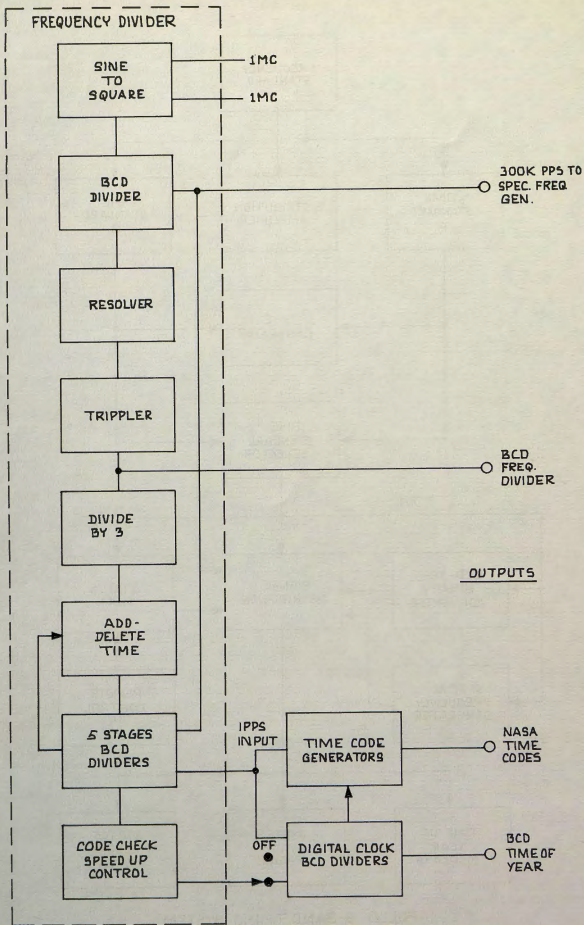 FREQUENCY DIVIDER
SINE
TO
SQUARE
1MC
1MC
BCD
DIVIDER
300K PPS TO
SPEC. FREQ
GEN.
RESOLVER
TRIPPLER
BCD
FREQ.
DIVIDER
DIVIDE
BY 3
OUTPUTS
ADD-
DELETE
TIME
5 STAGES
BCD
DIVIDERS
1PPS
INPUT
TIME CODE
GENERATORS
NASA
TIME
CODES
CODE CHECK
SPEED UP
CONTROL
OFF
DIGITAL CLOCK
BCD DIVIDERS
BCD
TIME OF
YEAR